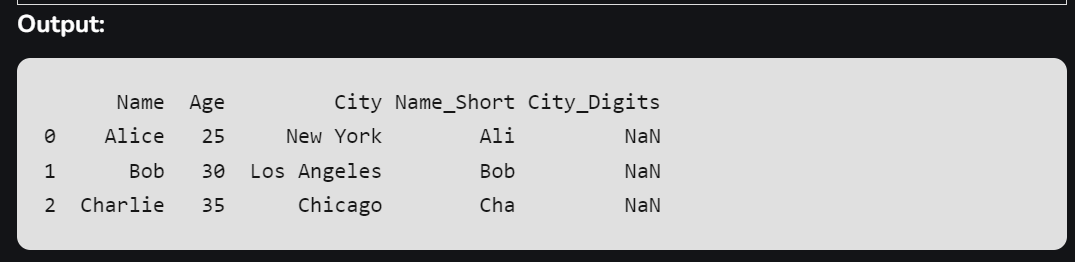 Output:
Name Age City Name_Short City_Digits
0 Alice 25 New York Ali NaN
1 Bob 30 Los Angeles Bob NaN
2 Charlie 35 Chicago Cha NaN